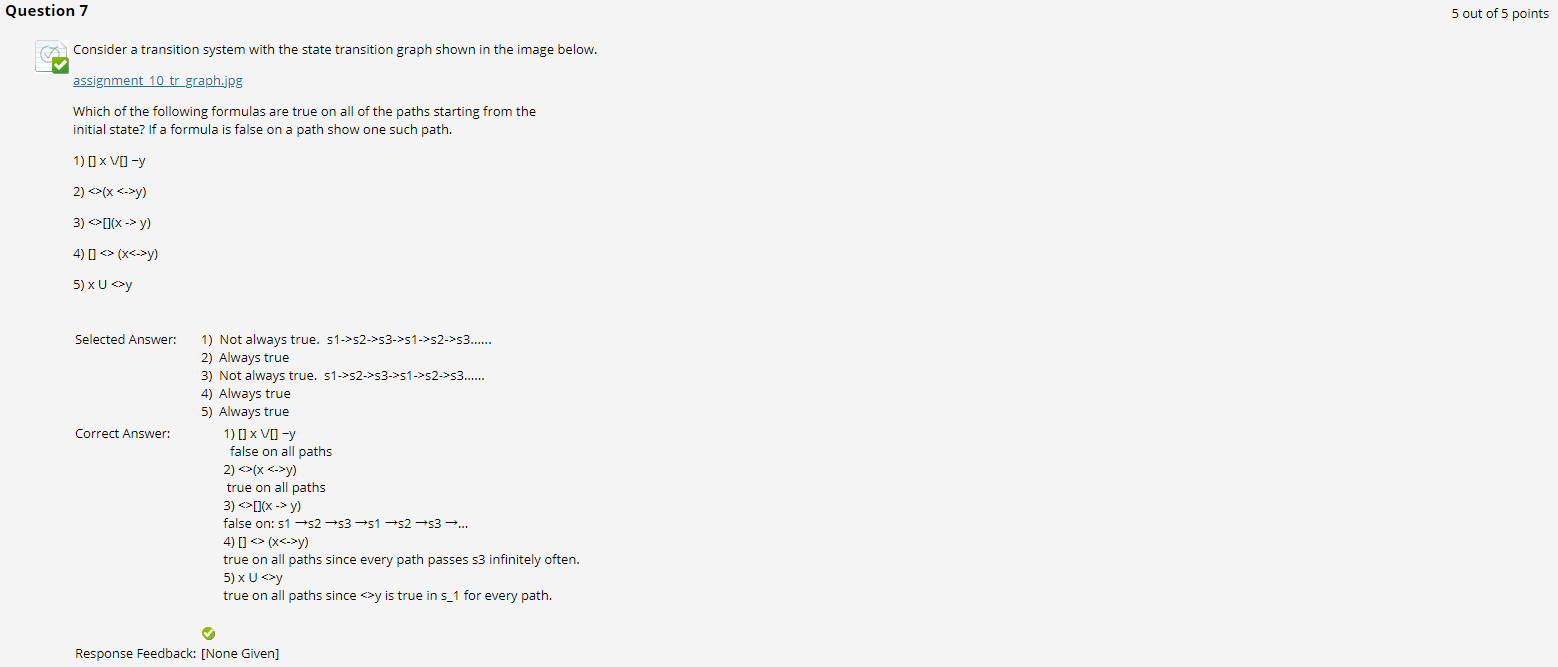 Question 7
5 out of 5 points
Consider a transition system with the state transition graph shown in the image below.
assignment_10_tr_graph.jpg
Which of the following formulas are true on all of the paths starting from the
initial state? If a formula is false on a path show one such path.
1) [] x \/[] ¬y
2) <>(x <->y)
3) <>[](x -> y)
4) [] <> (x<->y)
5) x U <>y
Selected Answer:
1)  Not always true.  s1->s2->s3->s1->s2->s3......
2)  Always true
3)  Not always true.  s1->s2->s3->s1->s2->s3......
4)  Always true
5)  Always true
Correct Answer:
1) [] x \/[] ¬y
false on all paths
2) <>(x <->y)
true on all paths
3) <>[](x -> y)
false on: s1 →s2 →s3 →s1 →s2 →s3 →...
4) [] <> (x<->y)
true on all paths since every path passes s3 infinitely often.
5) x U <>y
true on all paths since <>y is true in s_1 for every path.
Response Feedback: [None Given]